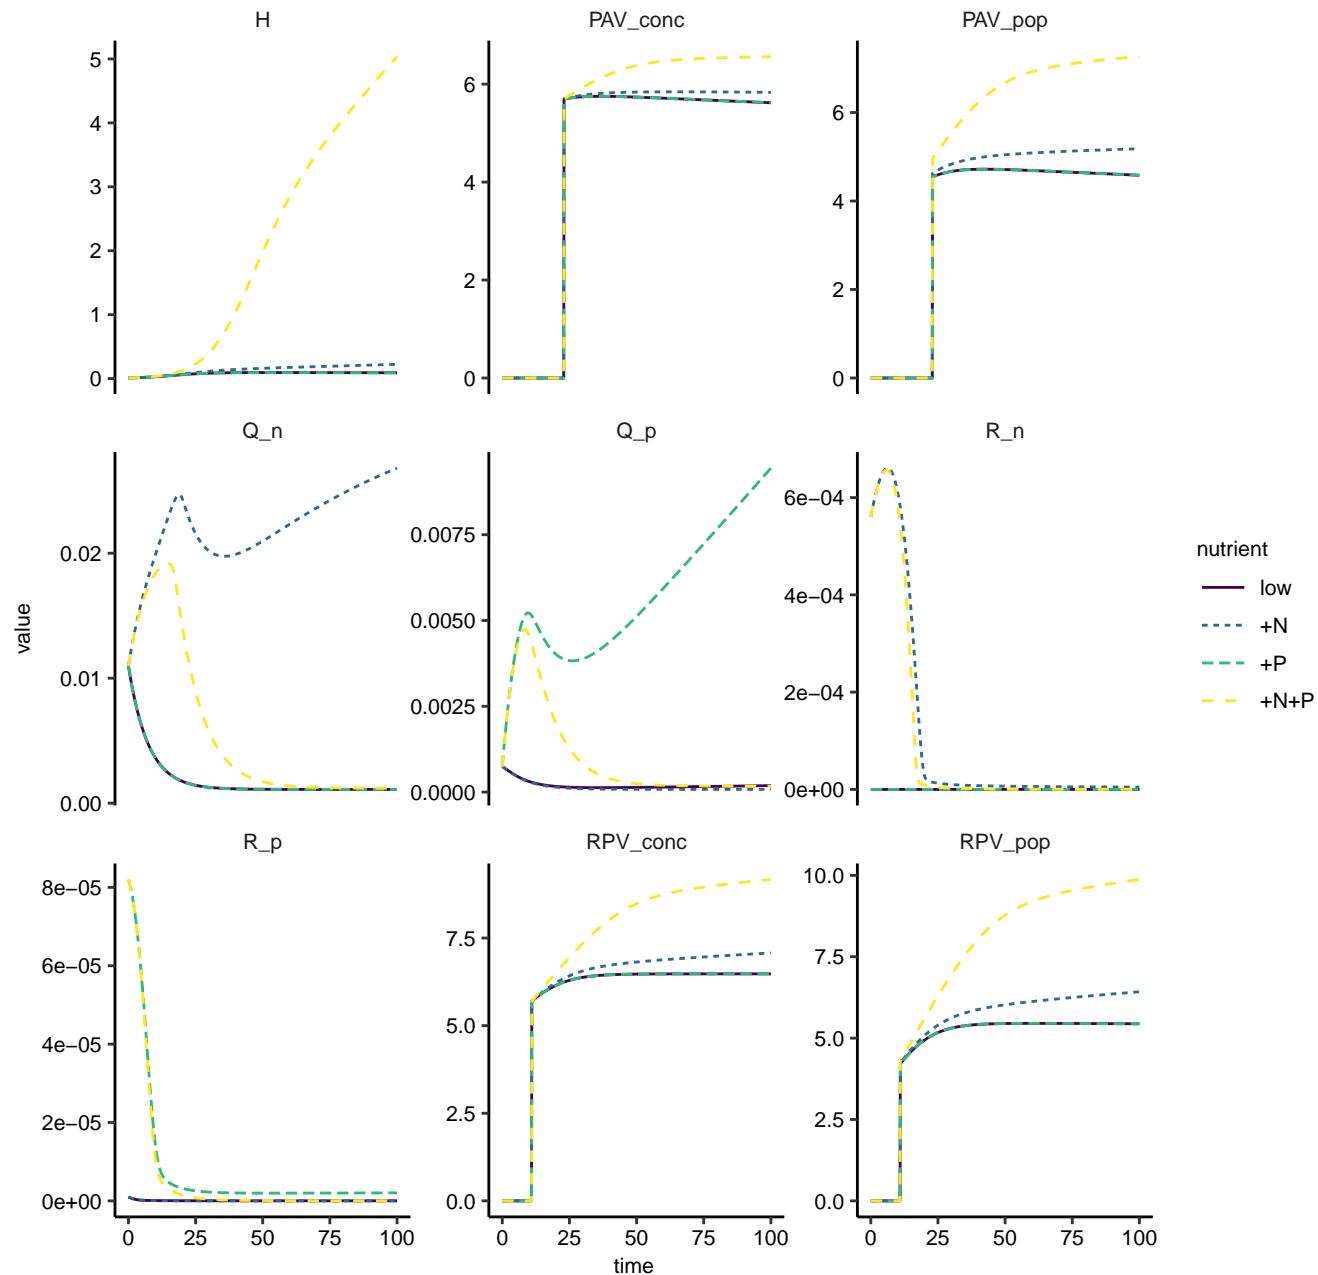 H
PAV_conc
PAV_pop
5
4
3
2
1
0
6
4
2
0
6
4
2
0
Q_n
Q_p
R_n
0.02
0.01
0.00
0.0075
0.0050
0.0025
0.0000
6e−04
4e−04
2e−04
0e+00
R_p
RPV_conc
RPV_pop
8e−05
6e−05
4e−05
2e−05
0e+00
7.5
5.0
2.5
0.0
10.0
7.5
5.0
2.5
0.0
0 25 50 75 100
0 25 50 75 100
0 25 50 75 100
time
value
nutrient
low
+N
+P
+N+P